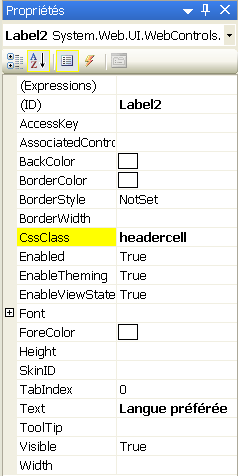 Propriétés
Label2 System.Web.UI.WebControls.
(Expressions)
(ID) Label2
AccessKey
AssociatedContro
BackColor
BorderColor
BorderStyle NotSet
BorderWidth
CssClass headercell
Enabled True
EnableTheming True
EnableViewState True
Font
ForeColor
Height
SkinID
TabIndex 0
Text Langue préférée
ToolTip
Visible True
Width